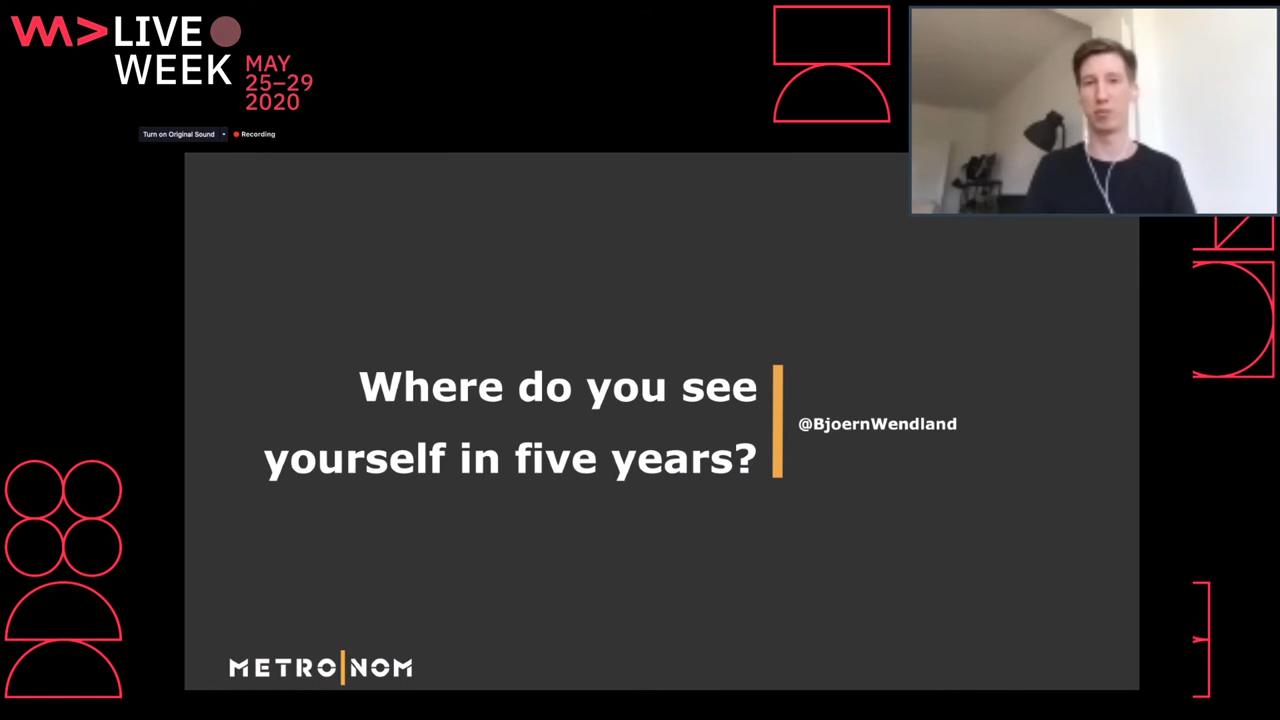 LIVE
WEEK
MAY
25–29
2020
Turn on Original Sound
Recording
Where do you see
yourself in five years?
@BjoernWendland
METRO|NOM